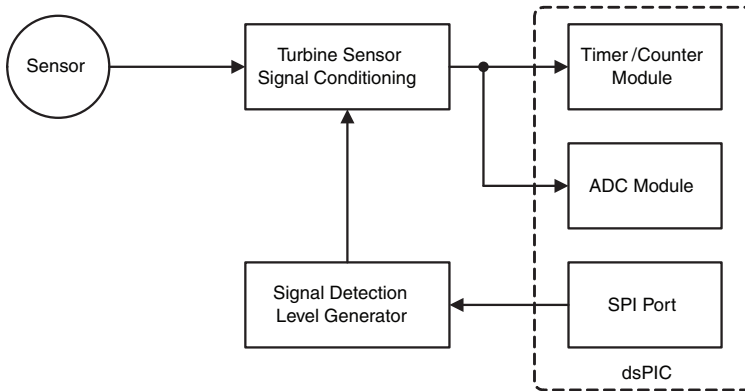 Sensor
Turbine Sensor
Signal Conditioning
Timer/Counter
Module
ADC Module
Signal Detection
Level Generator
SPI Port
dsPIC